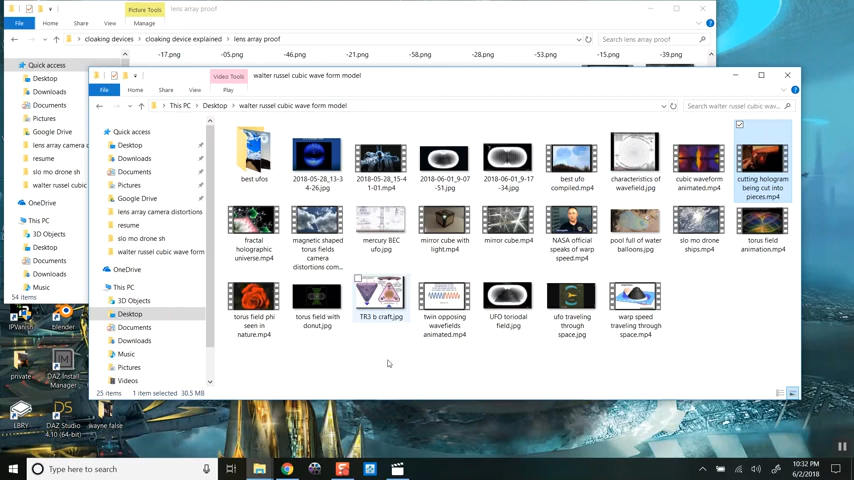 Picture Tools
lens array proof
File
Home
Share
View
Manage
cloaking devices
cloaking device explained
lens array proof
Search lens array proof
-17.png
-05.png
-46.png
-21.png
-58.png
-28.png
-53.png
-15.png
-39.png
Quick access
Desktop
Downloads
Documents
Pictures
Google Drive
lens array camera d
resume
slo mo drone sh
walter russel cubic
OneDrive
This PC
3D Objects
Desktop
Documents
Downloads
Music
54 items
Video Tools
walter russel cubic wave form model
File
Home
Share
View
Play
This PC
Desktop
walter russel cubic wave form model
Search walter russel cubic wav...
Quick access
Desktop
Downloads
Documents
Pictures
Google Drive
lens array camera distortions
resume
slo mo drone sh
walter russel cubic wave form
OneDrive
This PC
3D Objects
Desktop
Documents
Downloads
Music
Pictures
Videos
best ufos
2018-05-28_13-3
4-26.jpg
2018-05-28_15-4
1-01.mp4
2018-06-01_9-07
-51.jpg
2018-06-01_9-17
-34.jpg
best ufo
compiled.mp4
characteristics of
wavefield.jpg
cubic waveform
animated.mp4
cutting hologram
being cut into
pieces.mp4
fractal
holographic
universe.mp4
magnetic shaped
torus fields
camera
distortions com...
mercury BEC
ufo.jpg
mirror cube with
light.mp4
mirror cube.mp4
NASA official
speaks of warp
speed.mp4
pool full of water
balloons.jpg
slo mo drone
ships.mp4
torus field
animation.mp4
torus field phi
seen in
nature.mp4
torus field with
donut.jpg
TR3 b craft.jpg
twin opposing
wavefields
animated.mp4
UFO toriodal
field.jpg
ufo traveling
through
space.jpg
warp speed
traveling through
space.mp4
25 items
1 item selected 30.5 MB
IPVanish
blender
private
DAZ Install
Manager
LBRY
DAZ Studio
4.10 (64-bit)
wayne false
Type here to search
10:32 PM
6/2/2018